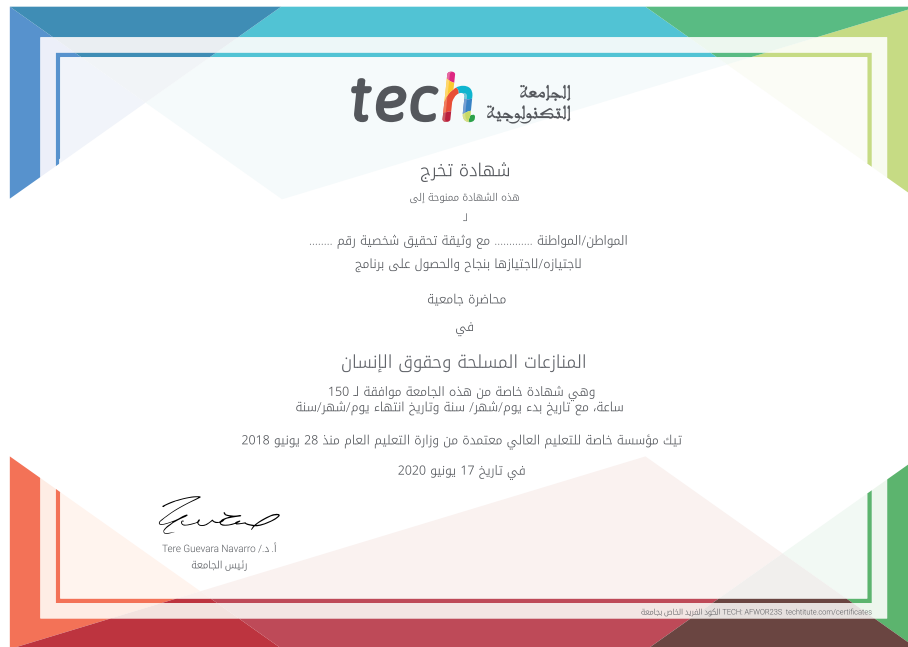 tech الجامعة
التكنولوجية
شهادة تخرج
هذه الشهادة ممنوحة إلى
لـ
المواطن/المواطنة ............. مع وثيقة تحقيق شخصية رقم ........
لاجتيازه/لاجتيازها بنجاح والحصول على برنامج
محاضرة جامعية
في
المنازعات المسلحة وحقوق الإنسان
وهي شهادة خاصة من هذه الجامعة موافقة لـ 150
ساعة، مع تاريخ بدء يوم/شهر/ سنة وتاريخ انتهاء يوم/شهر/سنة
تيك مؤسسة خاصة للتعليم العالي معتمدة من وزارة التعليم العام منذ 28 يونيو 2018
في تاريخ 17 يونيو 2020
أ. د./ Tere Guevara Navarro
رئيس الجامعة
الكود الفريد الخاص بجامعة TECH: AFWOR23S techtitute.com/certificates